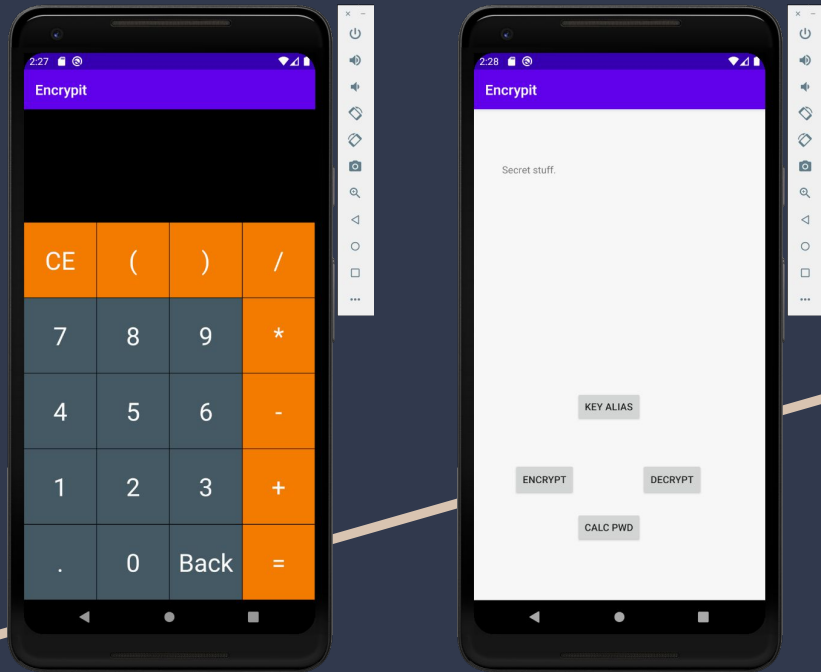 2:27
Encrypit
CE ( ) /
7 8 9 *
4 5 6 -
1 2 3 +
. 0 Back =
2:28
Encrypit
Secret stuff.
KEY ALIAS
ENCRYPT DECRYPT
CALC PWD